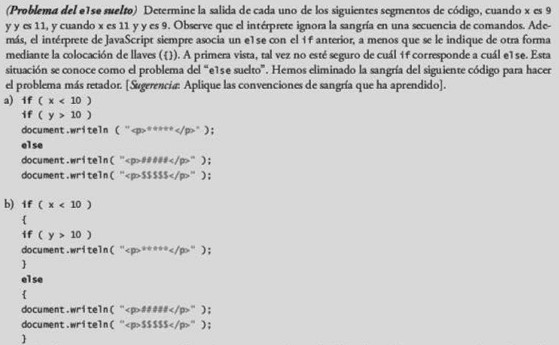 (Problema del else suelto) Determine la salida de cada uno de los siguientes segmentos de código, cuando x es 9
y y es 11, y cuando x es 11 y y es 9. Observe que el intérprete ignora la sangría en una secuencia de comandos. Ade-
más, el intérprete de JavaScript siempre asocia un else con el if anterior, a menos que se le indique de otra forma
mediante la colocación de llaves ({}). A primera vista, tal vez no esté seguro de cuál if corresponde a cuál else. Esta
situación se conoce como el problema del “else suelto”. Hemos eliminado la sangría del siguiente código para hacer
el problema más retador. [Sugerencia: Aplique las convenciones de sangría que ha aprendido].
a) if ( x < 10 )
if ( y > 10 )
document.writeln ( "<p>*****</p>" );
else
document.writeln( "<p>#####</p>" );
document.writeln( "<p>$$$$$</p>" );
b) if ( x < 10 )
{
if ( y > 10 )
document.writeln( "<p>*****</p>" );
}
else
{
document.writeln( "<p>#####</p>" );
document.writeln( "<p>$$$$$</p>" );
}